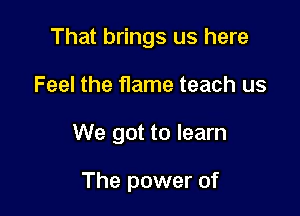 That brings us here
Feel the flame teach us
We got to learn
The power of